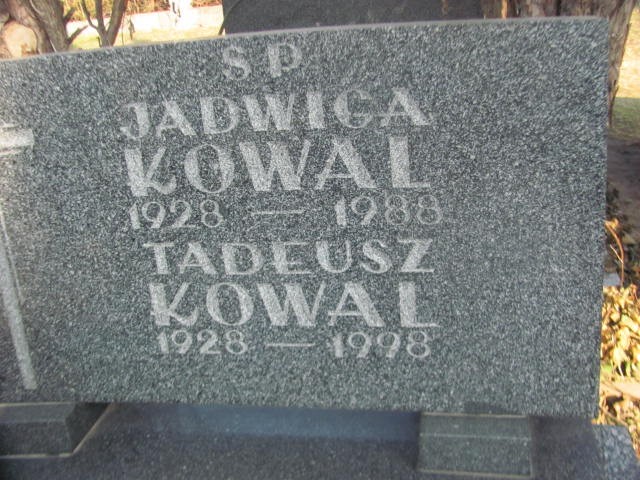 SP
JADWIGA
KOWAL
1928 — 1988
TADEUSZ
KOWAL
1928 — 1998